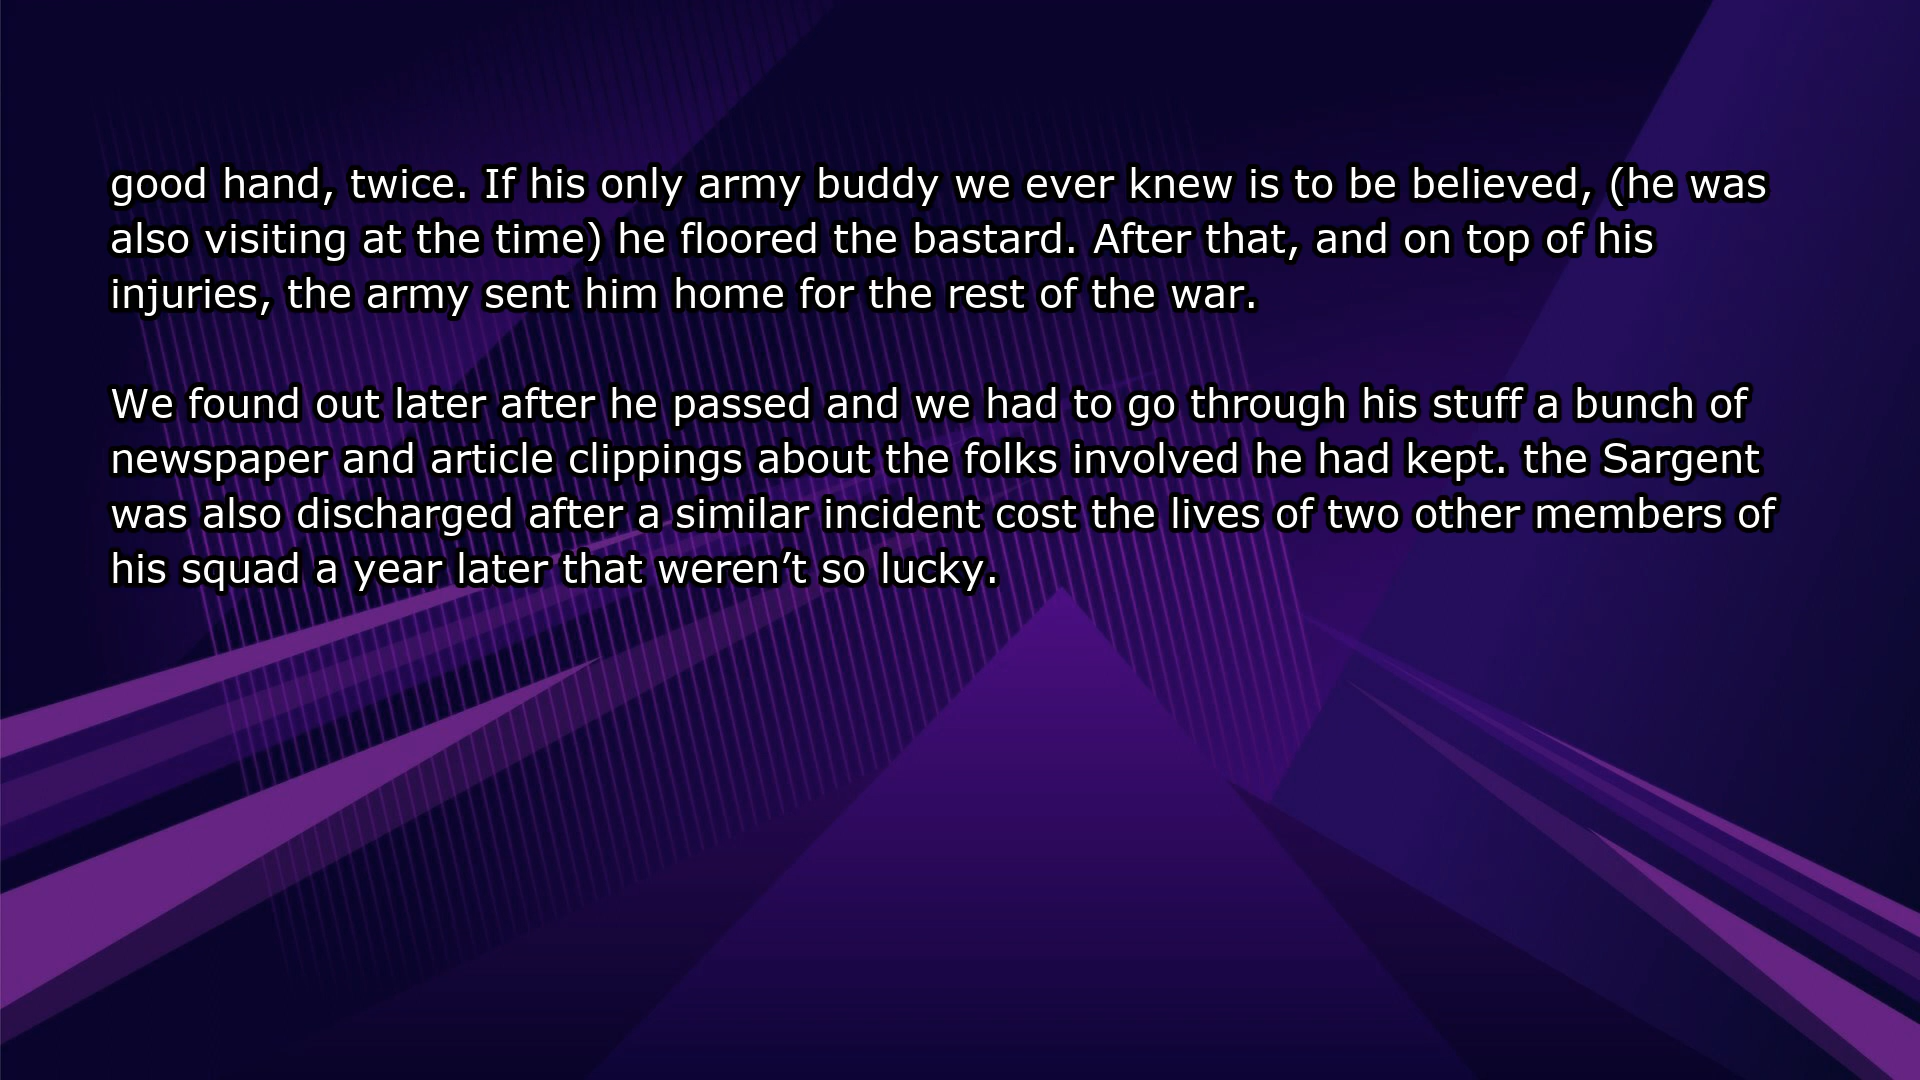 good hand, twice. If his only army buddy we ever knew is to be believed, (he was
also visiting at the time) he floored the bastard. After that, and on top of his
injuries, the army sent him home for the rest of the war.
We found out later after he passed and we had to go through his stuff a bunch of
newspaper and article clippings about the folks involved he had kept. the Sargent
was also discharged after a similar incident cost the lives of two other members of
his squad a year later that weren’t so lucky.